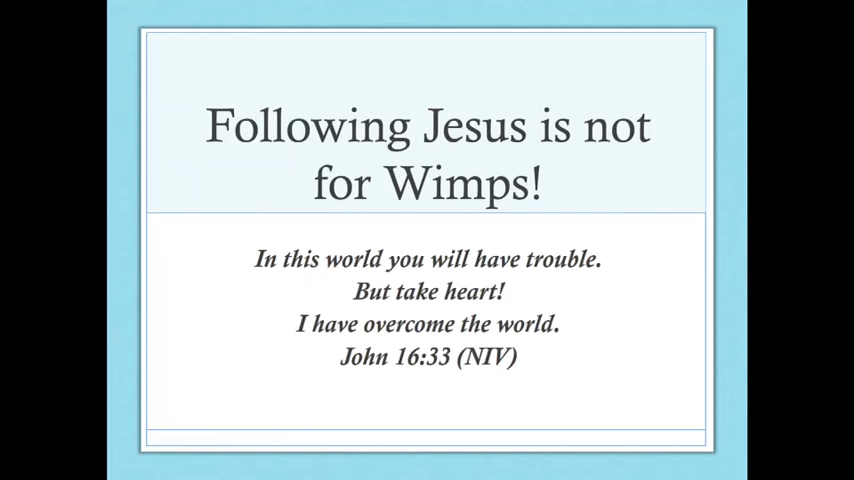 Following Jesus is not
for Wimps!
In this world you will have trouble.
But take heart!
I have overcome the world.
John 16:33 (NIV)